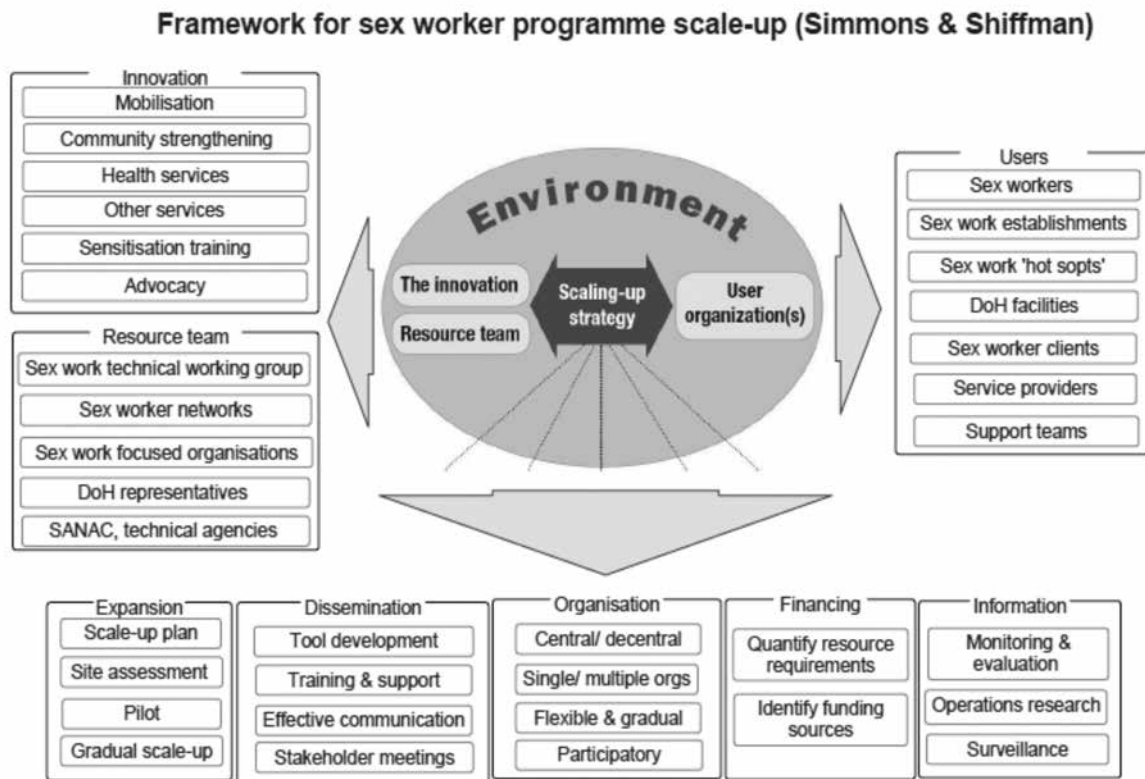 Framework for sex worker programme scale-up (Simmons & Shiffman)
Innovation
Mobilisation
Community strengthening
Health services
Other services
Sensitisation training
Advocacy
Resource team
Sex work technical working group
Sex worker networks
Sex work focused organisations
DoH representatives
SANAC, technical agencies
Environment
The innovation
Resource team
Scaling-up
strategy
User
organization(s)
Users
Sex workers
Sex work establishments
Sex work 'hot sopts'
DoH facilities
Sex worker clients
Service providers
Support teams
Expansion
Scale-up plan
Site assessment
Pilot
Gradual scale-up
Dissemination
Tool development
Training & support
Effective communication
Stakeholder meetings
Organisation
Central/ decentral
Single/ multiple orgs
Flexible & gradual
Participatory
Financing
Quantify resource
requirements
Identify funding
sources
Information
Monitoring &
evaluation
Operations research
Surveillance